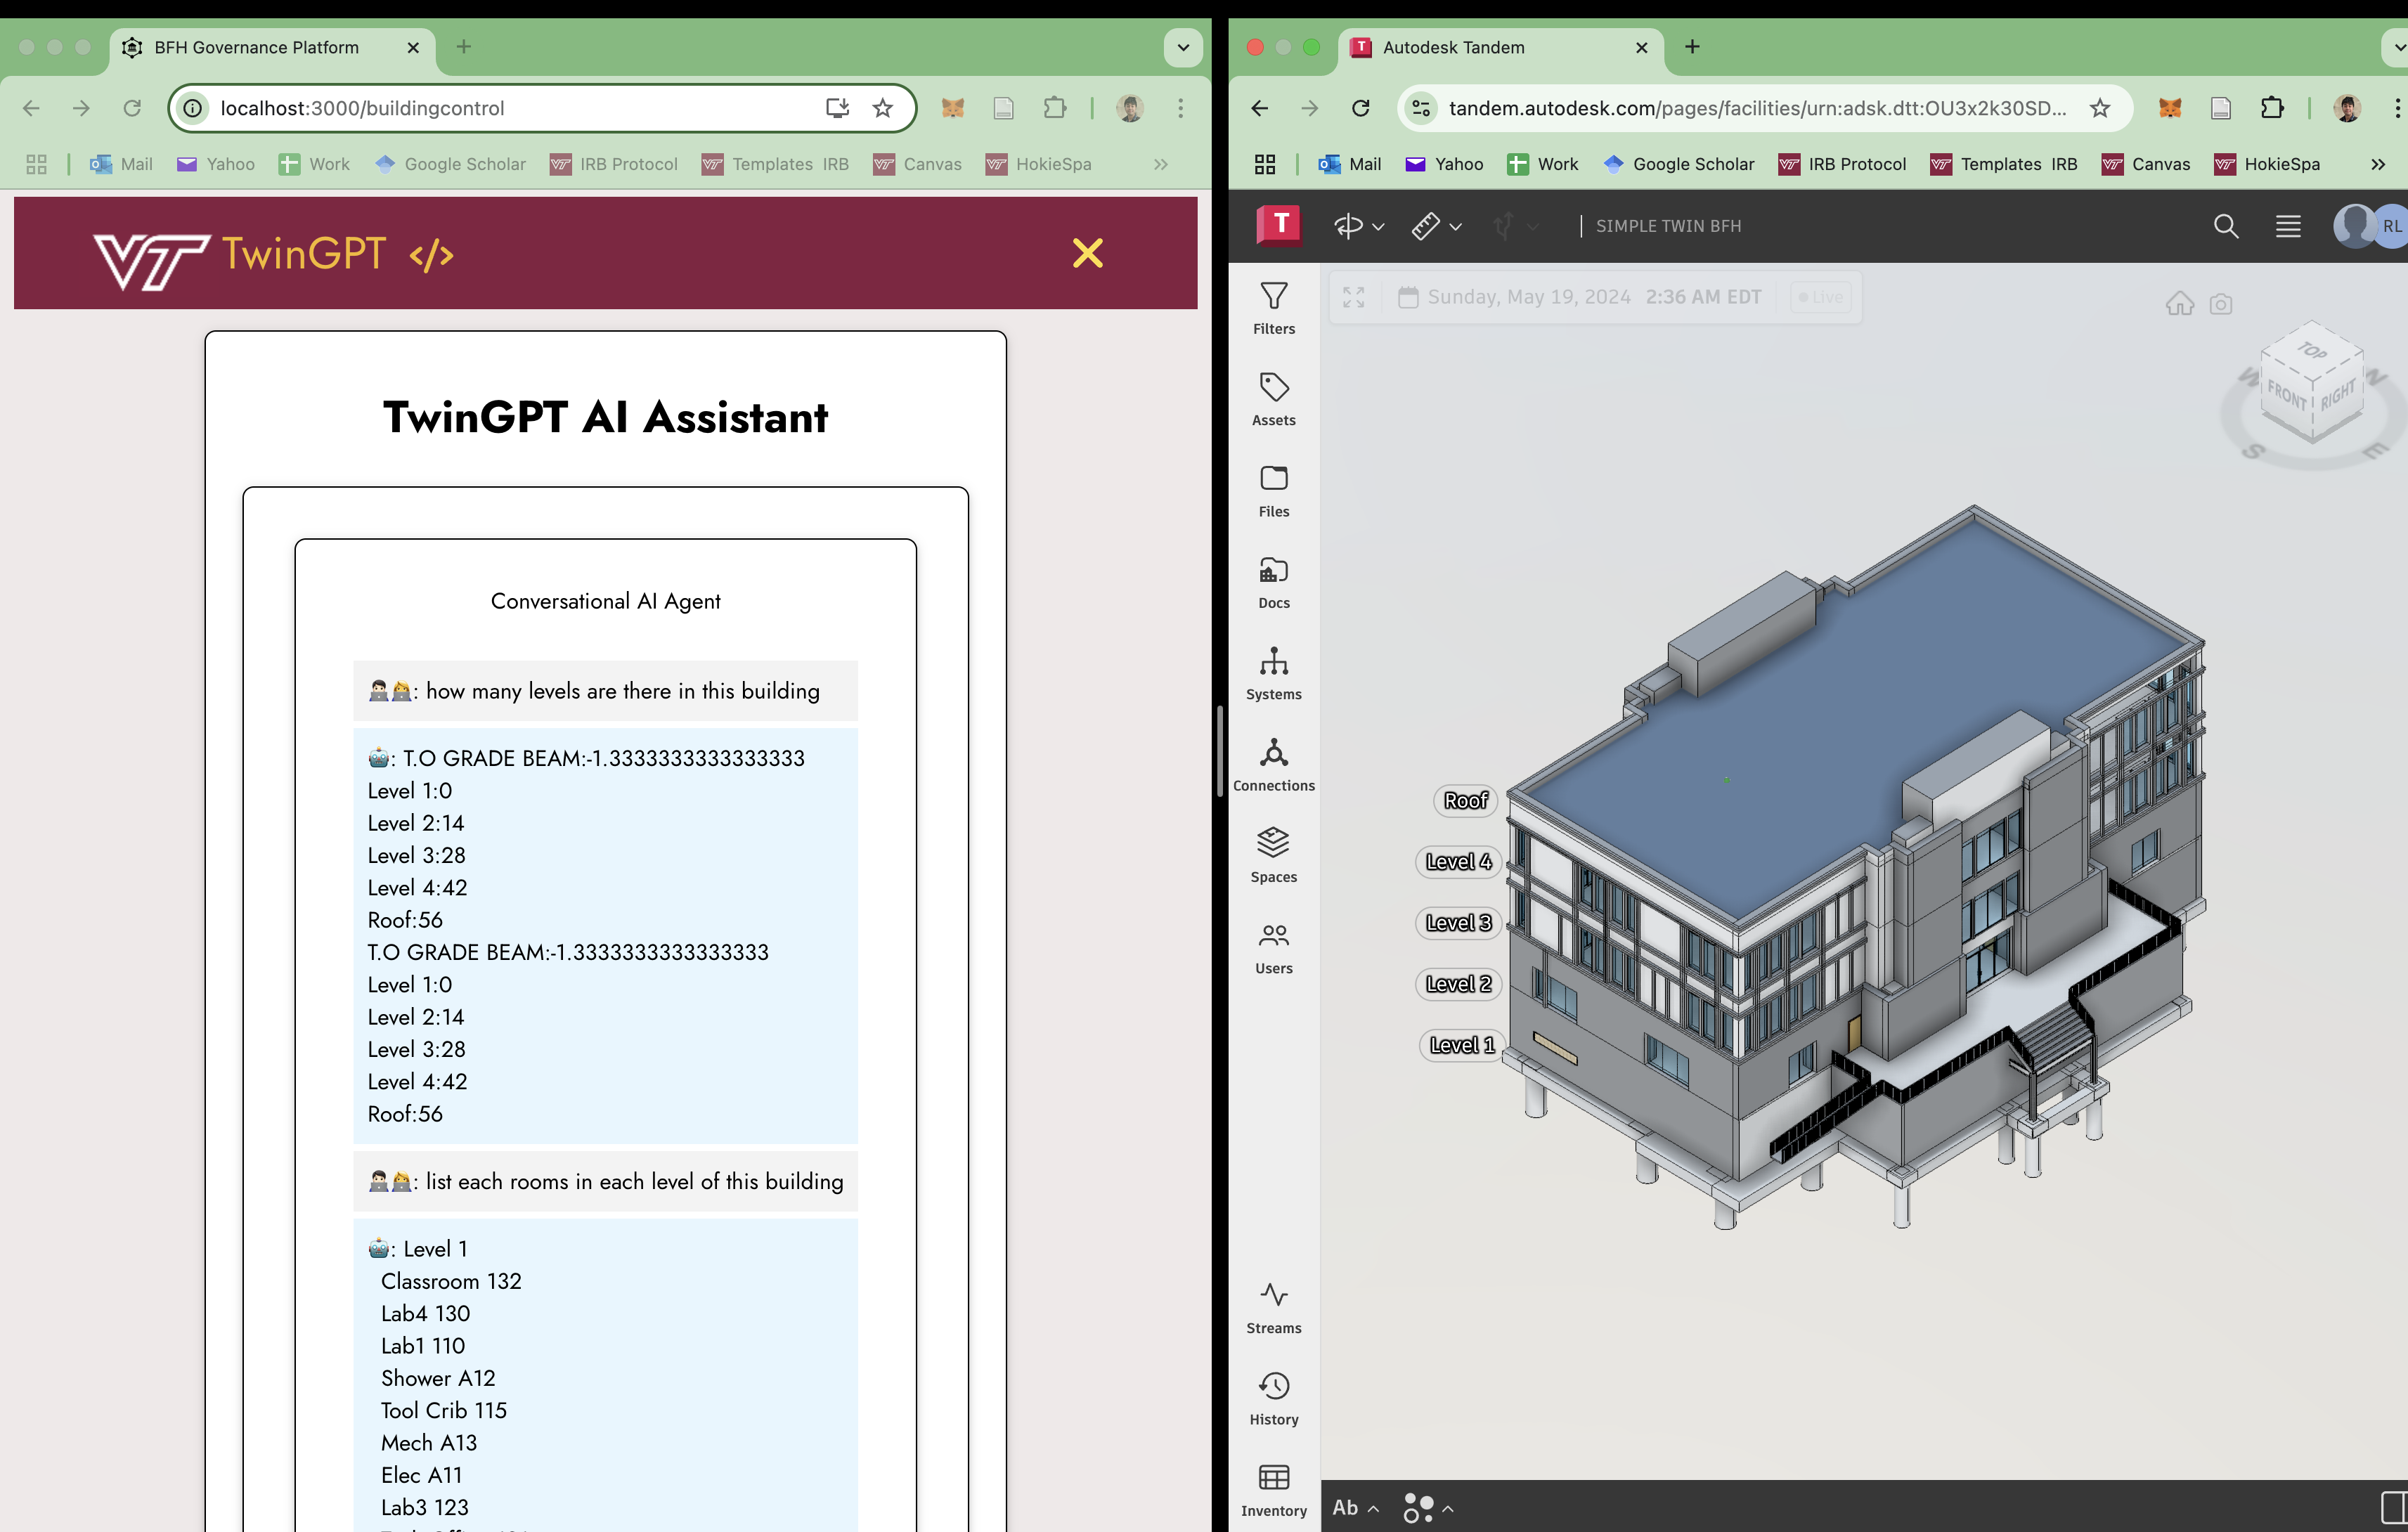 BFH Governance Platform
localhost:3000/buildingcontrol
Mail
Yahoo
Work
Google Scholar
IRB Protocol
Templates IRB
Canvas
HokieSpa
VT TwinGPT </>
TwinGPT AI Assistant
Conversational AI Agent
: how many levels are there in this building
: T.O GRADE BEAM:-1.3333333333333333
Level 1:0
Level 2:14
Level 3:28
Level 4:42
Roof:56
T.O GRADE BEAM:-1.3333333333333333
Level 1:0
Level 2:14
Level 3:28
Level 4:42
Roof:56
: list each rooms in each level of this building
: Level 1
Classroom 132
Lab4 130
Lab1 110
Shower A12
Tool Crib 115
Mech A13
Elec A11
Lab3 123
Autodesk Tandem
tandem.autodesk.com/pages/facilities/urn:adsk.dtt:OU3x2k30SD...
Mail
Yahoo
Work
Google Scholar
IRB Protocol
Templates IRB
Canvas
HokieSpa
T
SIMPLE TWIN BFH
RL
Filters
Assets
Files
Docs
Systems
Connections
Spaces
Users
Streams
History
Inventory
Sunday, May 19, 2024 2:36 AM EDT
Live
TOP
FRONT
RIGHT
W
N
S
E
Roof
Level 4
Level 3
Level 2
Level 1
Ab